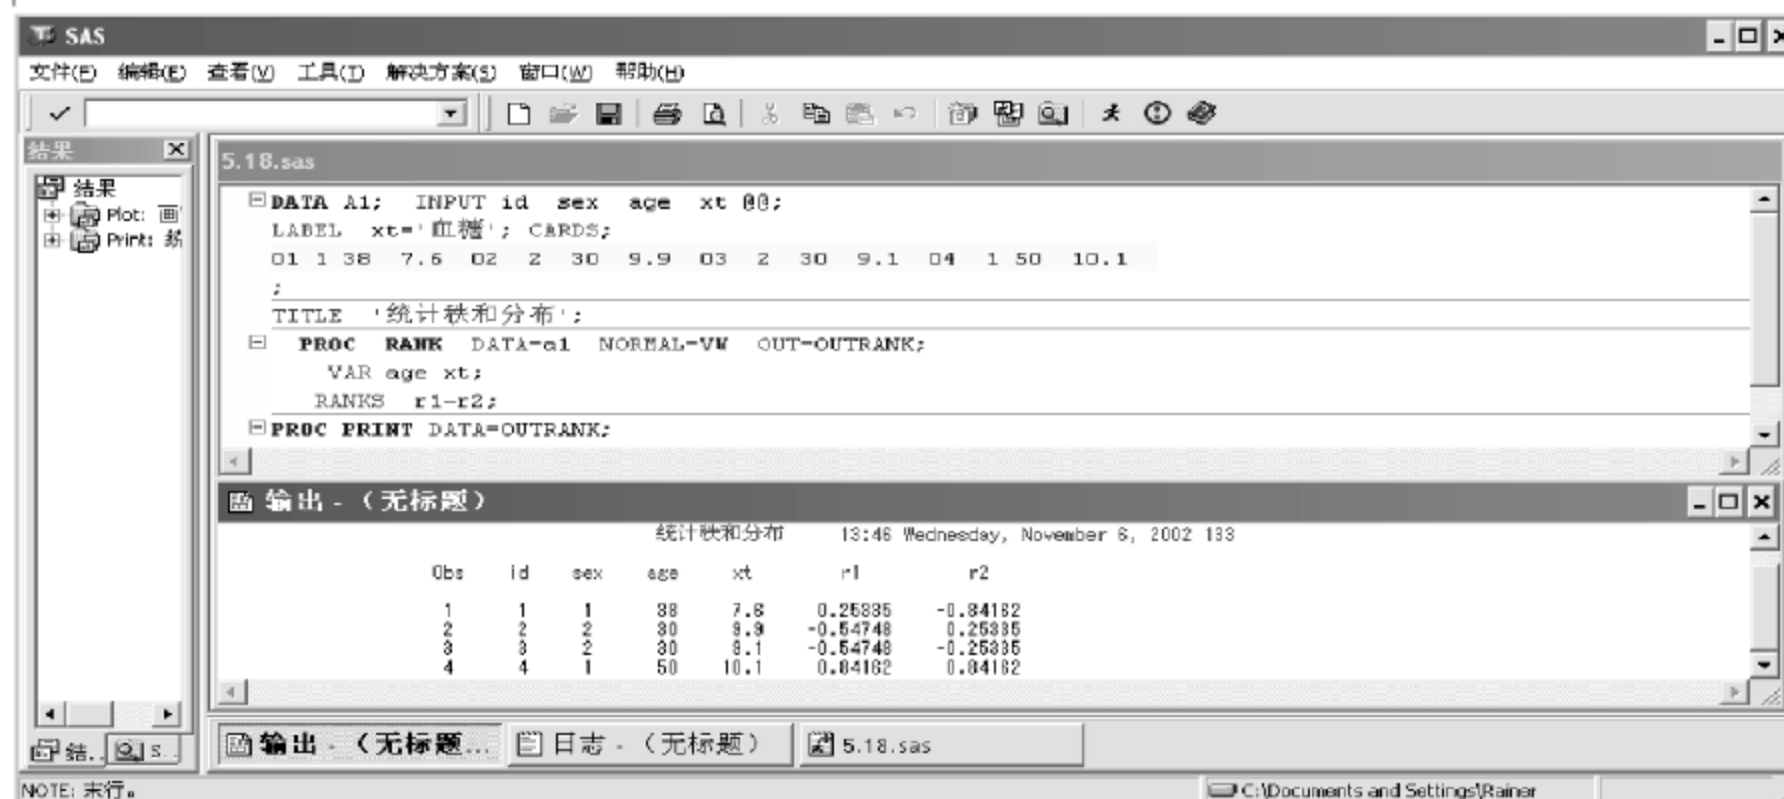 SAS
文件(F) 编辑(E) 查看(V) 工具(T) 解决方案(S) 窗口(W) 帮助(H)
结果
结果
Plot: 画
Print: 统
5.18.sas
DATA A1; INPUT id sex age xt @@;
LABEL xt='血糖'; CARDS;
01 1 38 7.6 02 2 30 9.9 03 2 30 9.1 04 1 50 10.1
;
TITLE '统计秩和分布';
PROC RANK DATA=a1 NORMAL=VW OUT=OUTRANK;
VAR age xt;
RANKS r1-r2;
PROC PRINT DATA=OUTRANK;
输出 - （无标题）
统计秩和分布 13:46 Wednesday, November 6, 2002 133
Obs id sex age xt r1 r2
1 1 1 38 7.6 0.25335 -0.84162
2 2 2 30 9.9 -0.54748 0.25335
3 3 2 30 9.1 -0.54748 -0.25335
4 4 1 50 10.1 0.84162 0.84162
结.. S..
输出 - （无标题... 日志 - （无标题） 5.18.sas
NOTE: 末行。 C:\Documents and Settings\Rainer